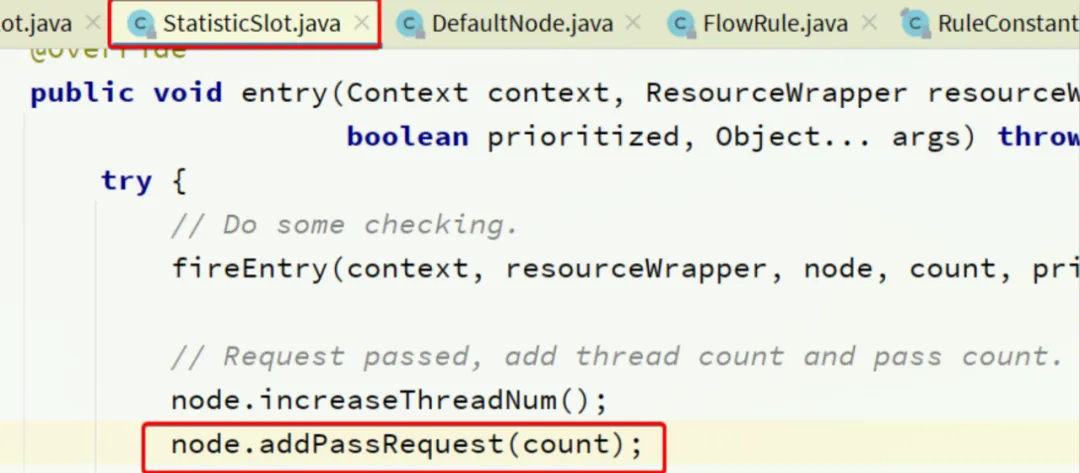 ot.java × StatisticSlot.java × DefaultNode.java × FlowRule.java × RuleConstant
@Override
public void entry(Context context, ResourceWrapper resourceW
boolean prioritized, Object... args) throw
try {
// Do some checking.
fireEntry(context, resourceWrapper, node, count, pri
// Request passed, add thread count and pass count.
node.increaseThreadNum();
node.addPassRequest(count);